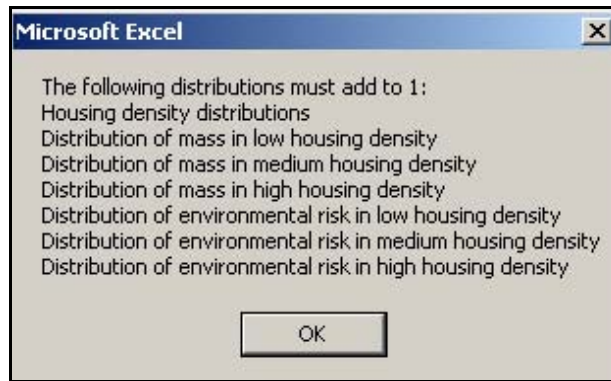 Microsoft Excel
The following distributions must add to 1:
Housing density distributions
Distribution of mass in low housing density
Distribution of mass in medium housing density
Distribution of mass in high housing density
Distribution of environmental risk in low housing density
Distribution of environmental risk in medium housing density
Distribution of environmental risk in high housing density
OK